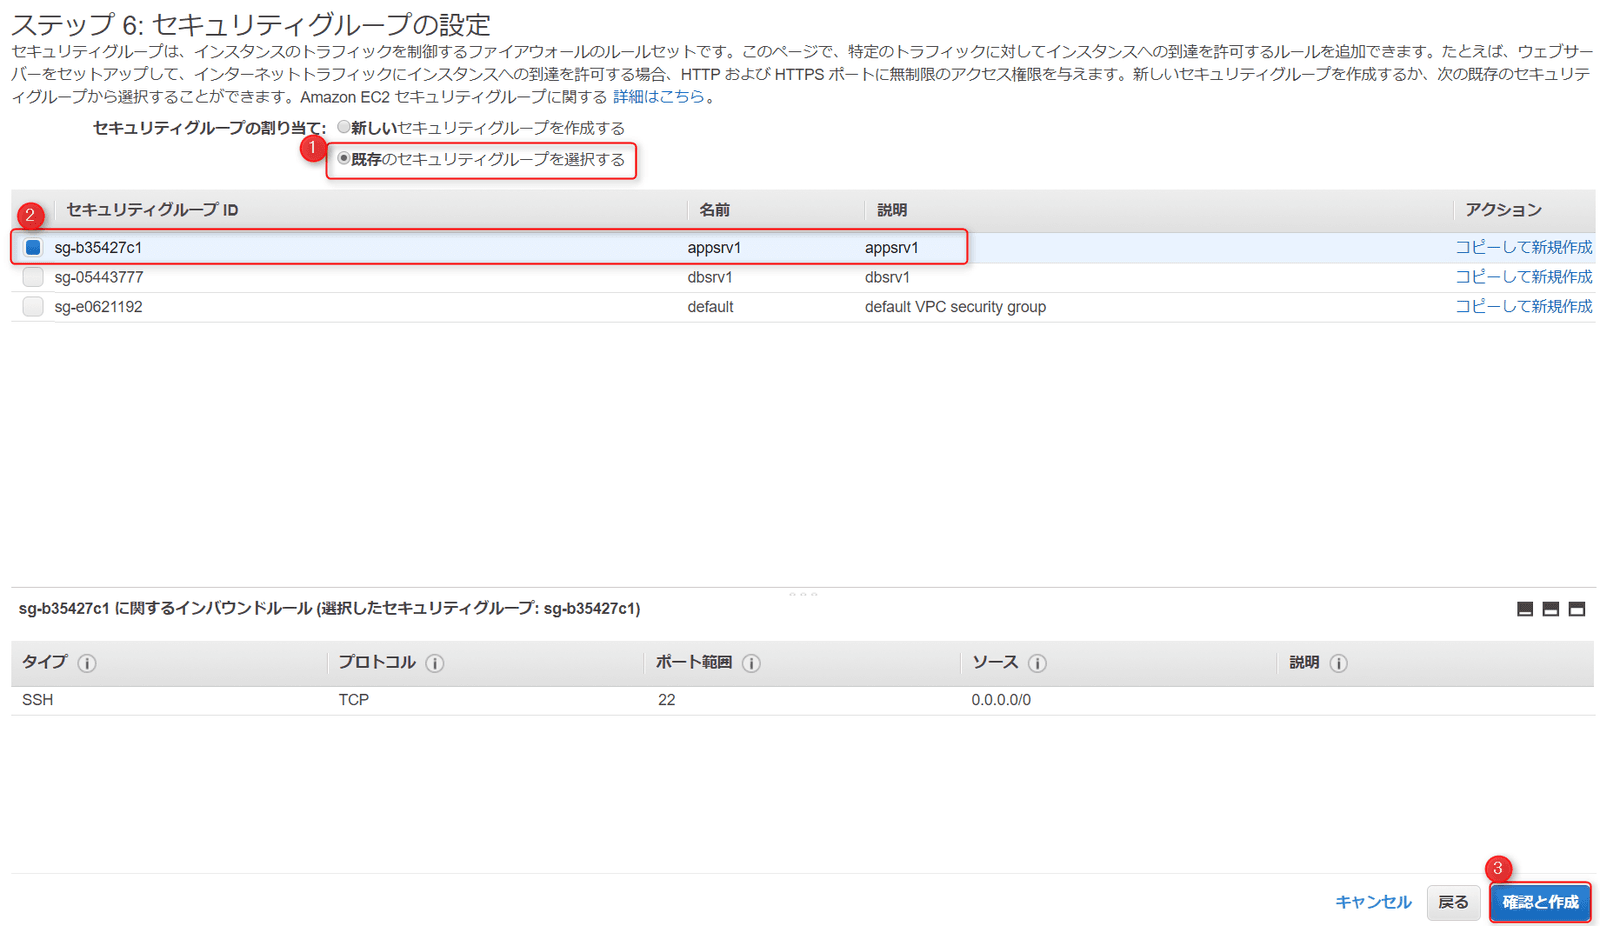 ステップ 6: セキュリティグループの設定
セキュリティグループは、インスタンスのトラフィックを制御するファイアウォールのルールセットです。このページで、特定のトラフィックに対してインスタンスへの到達を許可するルールを追加できます。たとえば、ウェブサー
バーをセットアップして、インターネットトラフィックにインスタンスへの到達を許可する場合、HTTP および HTTPS ポートに無制限のアクセス権限を与えます。新しいセキュリティグループを作成するか、次の既存のセキュリテ
ィグループから選択することができます。Amazon EC2 セキュリティグループに関する 詳細はこちら。
セキュリティグループの割り当て: 新しいセキュリティグループを作成する
1 既存のセキュリティグループを選択する
2 セキュリティグループ ID 名前 説明 アクション
sg-b35427c1 appsrv1 appsrv1 コピーして新規作成
sg-05443777 dbsrv1 dbsrv1 コピーして新規作成
sg-e0621192 default default VPC security group コピーして新規作成
sg-b35427c1 に関するインバウンドルール (選択したセキュリティグループ: sg-b35427c1)
タイプ i プロトコル i ポート範囲 i ソース i 説明 i
SSH TCP 22 0.0.0.0/0
3
キャンセル 戻る 確認と作成